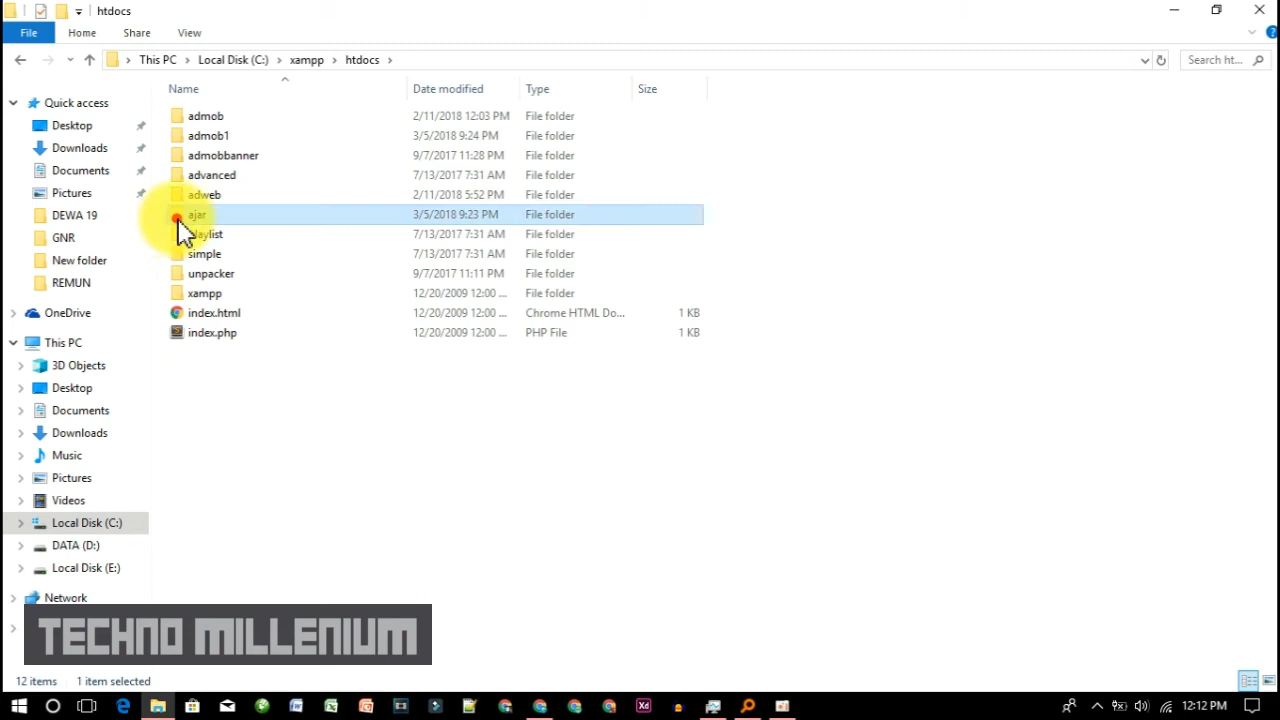 htdocs
File Home Share View
This PC Local Disk (C:) xampp htdocs Search ht...
Name Date modified Type Size
Quick access
Desktop
Downloads
Documents
Pictures
DEWA 19
GNR
New folder
REMUN
OneDrive
This PC
3D Objects
Desktop
Documents
Downloads
Music
Pictures
Videos
Local Disk (C:)
DATA (D:)
Local Disk (E:)
Network
admob 2/11/2018 12:03 PM File folder
admob1 3/5/2018 9:24 PM File folder
admobbanner 9/7/2017 11:28 PM File folder
advanced 7/13/2017 7:31 AM File folder
adweb 2/11/2018 5:52 PM File folder
ajar 3/5/2018 9:23 PM File folder
7/13/2017 7:31 AM File folder
simple 7/13/2017 7:31 AM File folder
unpacker 9/7/2017 11:11 PM File folder
xampp 12/20/2009 12:00 ... File folder
index.html 12/20/2009 12:00 ... Chrome HTML Do... 1 KB
index.php 12/20/2009 12:00 ... PHP File 1 KB
TECHNO MILLENIUM
12 items 1 item selected
12:12 PM